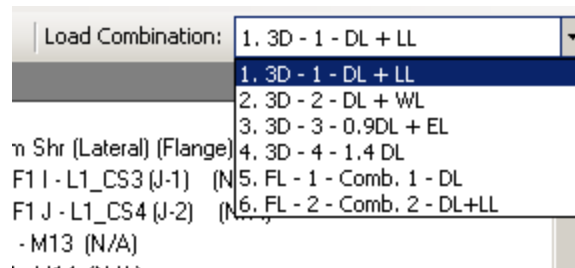 Load Combination: 1. 3D - 1 - DL + LL
1. 3D - 1 - DL + LL
2. 3D - 2 - DL + WL
3. 3D - 3 - 0.9DL + EL
4. 3D - 4 - 1.4 DL
5. FL - 1 - Comb. 1 - DL
6. FL - 2 - Comb. 2 - DL+LL
m Shr (Lateral) (Flange)
F1 I - L1_CS3 (J-1) (N
F1 J - L1_CS4 (J-2)
- M13 (N/A)